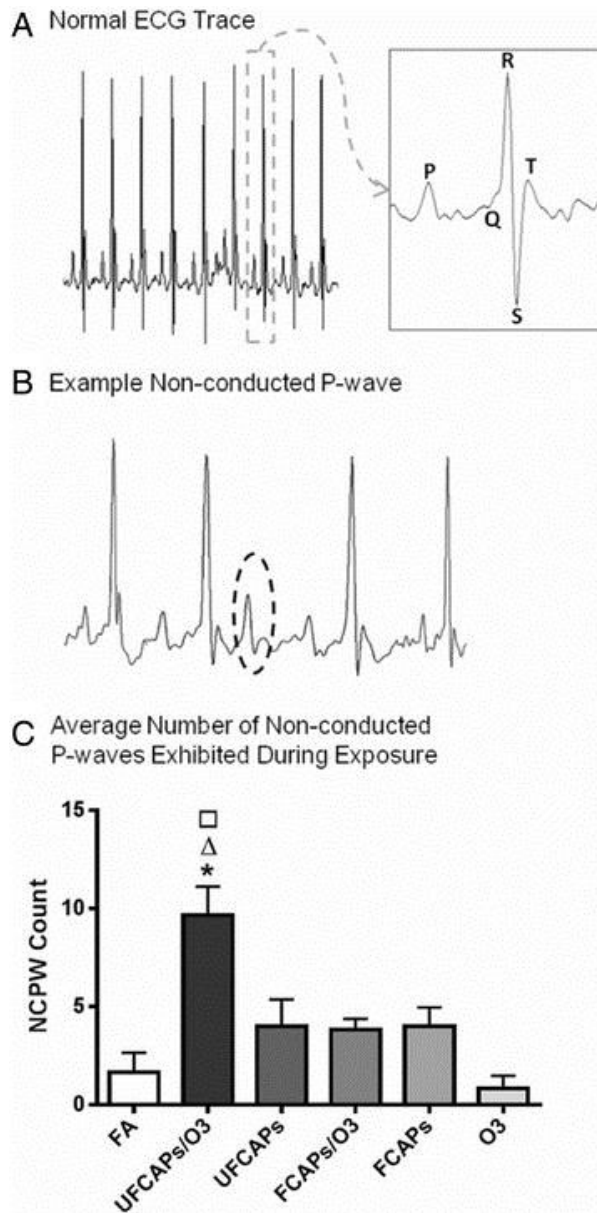 A Normal ECG Trace
R
P
T
Q
S
B Example Non-conducted P-wave
C Average Number of Non-conducted
P-waves Exhibited During Exposure
15
□
Δ
*
10
5
0
NCPW Count
FA
UFCAPs/O3
UFCAPs
FCAPs/O3
FCAPs
O3